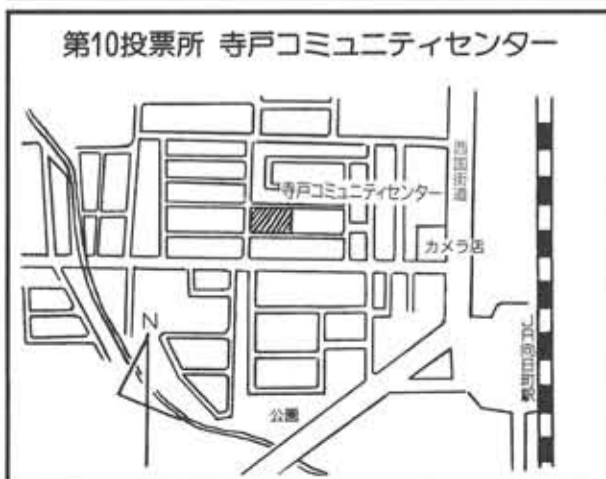 第10投票所 寺戸コミュニティセンター
西国街道
寺戸コミュニティセンター
カメラ店
JR向日町駅
N
公園